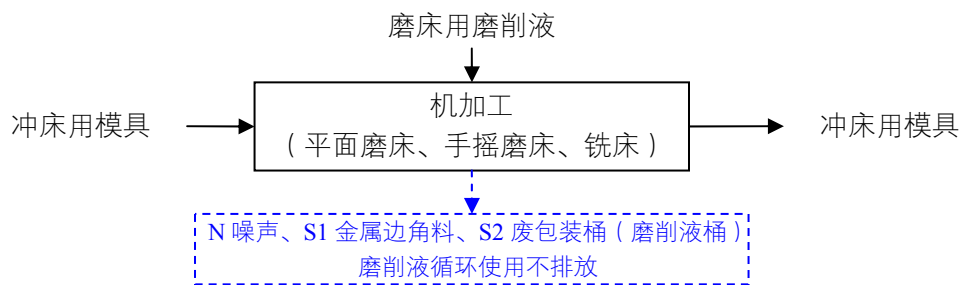 磨床用磨削液
冲床用模具
机加工
（平面磨床、手摇磨床、铣床）
冲床用模具
N 噪声、S1 金属边角料、S2 废包装桶（磨削液桶）
磨削液循环使用不排放